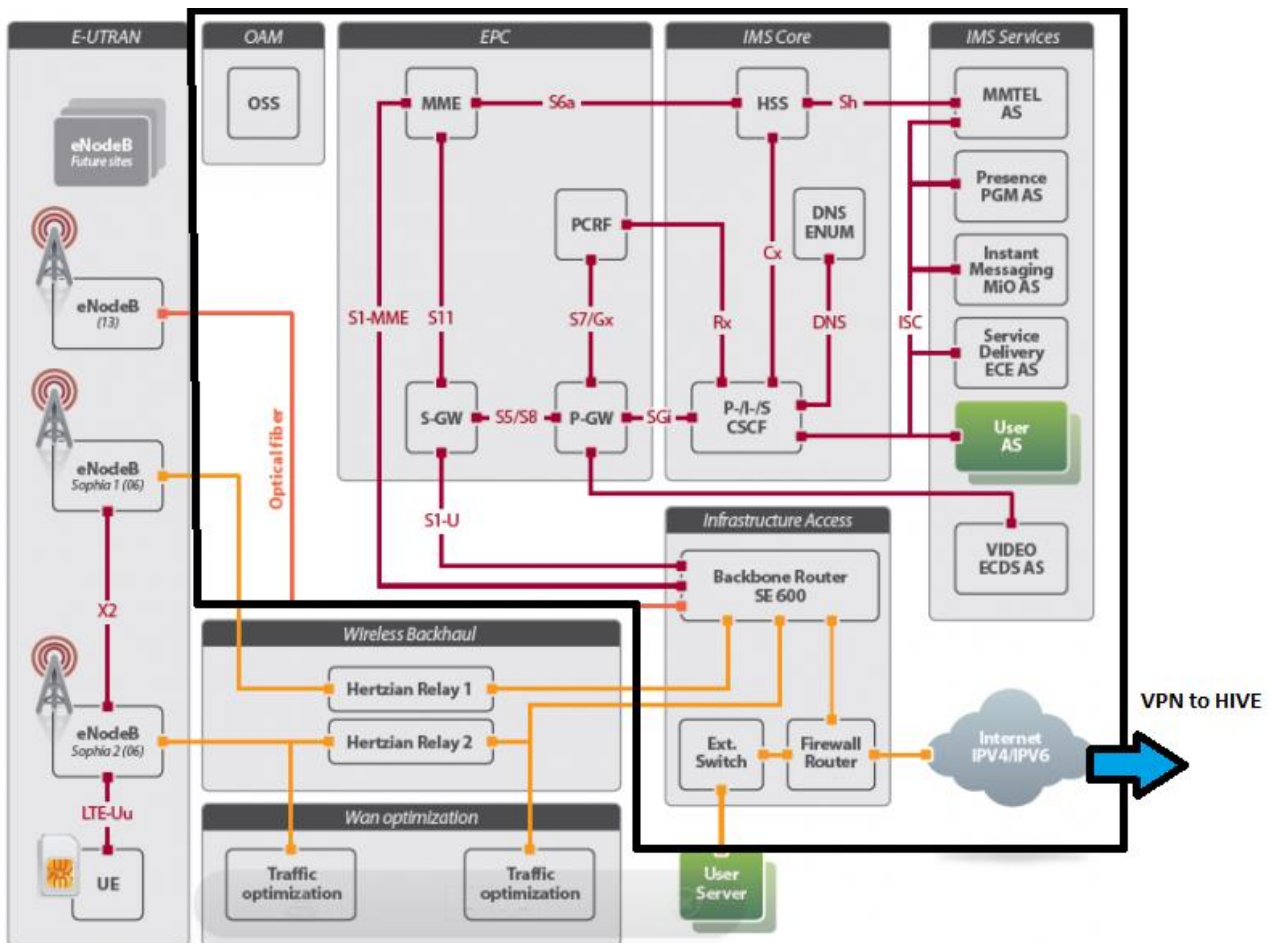 E-UTRAN
OAM
EPC
IMS Core
IMS Services
eNodeB
Future sites
OSS
MME
S6a
HSS
Sh
MMTEL
AS
Presence
PGM AS
PCRF
DNS
ENUM
Instant
Messaging
MiO AS
Cx
eNodeB
(13)
S1-MME
S11
S7/Gx
Rx
DNS
ISC
Service
Delivery
ECE AS
S-GW
S5/S8
P-GW
SGi
P-/I-/S
CSCF
User
AS
Optical fiber
eNodeB
Sophia 1 (06)
S1-U
Infrastructure Access
VIDEO
ECDS AS
Backbone Router
SE 600
X2
Wireless Backhaul
Hertzian Relay 1
Hertzian Relay 2
eNodeB
Sophia 2 (06)
Ext.
Switch
Firewall
Router
Internet
IPV4/IPV6
VPN to HIVE
LTE-Uu
Wan optimization
UE
Traffic
optimization
Traffic
optimization
User
Server